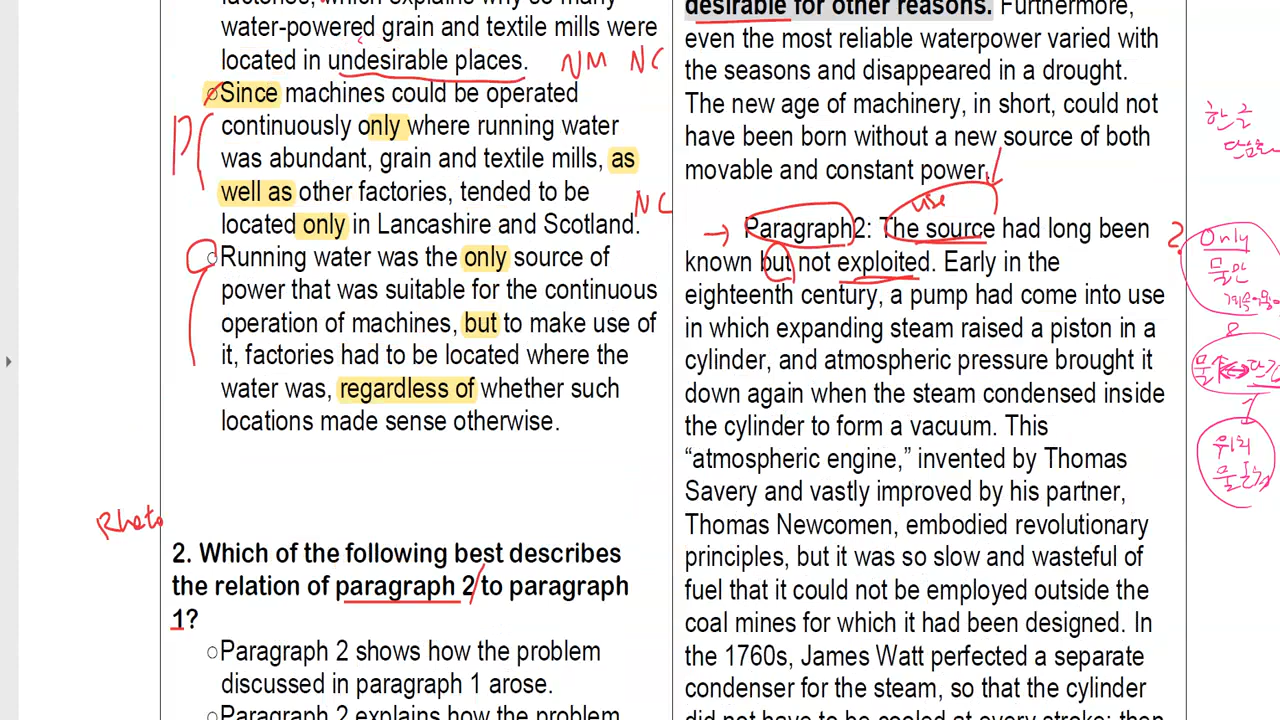 factories, which explains why so many
water-powered grain and textile mills were
located in undesirable places. NM NC
Since machines could be operated
continuously only where running water
was abundant, grain and textile mills, as
well as other factories, tended to be
located only in Lancashire and Scotland. NC
Running water was the only source of
power that was suitable for the continuous
operation of machines, but to make use of
it, factories had to be located where the
water was, regardless of whether such
locations made sense otherwise.
2. Which of the following best describes
the relation of paragraph 2 to paragraph
1?
Paragraph 2 shows how the problem
discussed in paragraph 1 arose.
Paragraph 2 explains how the problem
desirable for other reasons. Furthermore,
even the most reliable waterpower varied with
the seasons and disappeared in a drought.
The new age of machinery, in short, could not
have been born without a new source of both
movable and constant power.
use
→ Paragraph2: The source had long been
known but not exploited. Early in the
eighteenth century, a pump had come into use
in which expanding steam raised a piston in a
cylinder, and atmospheric pressure brought it
down again when the steam condensed inside
the cylinder to form a vacuum. This
“atmospheric engine,” invented by Thomas
Savery and vastly improved by his partner,
Thomas Newcomen, embodied revolutionary
principles, but it was so slow and wasteful of
fuel that it could not be employed outside the
coal mines for which it had been designed. In
the 1760s, James Watt perfected a separate
condenser for the steam, so that the cylinder
did not have to be cooled at every stroke; then
한글
Only
물만
위치